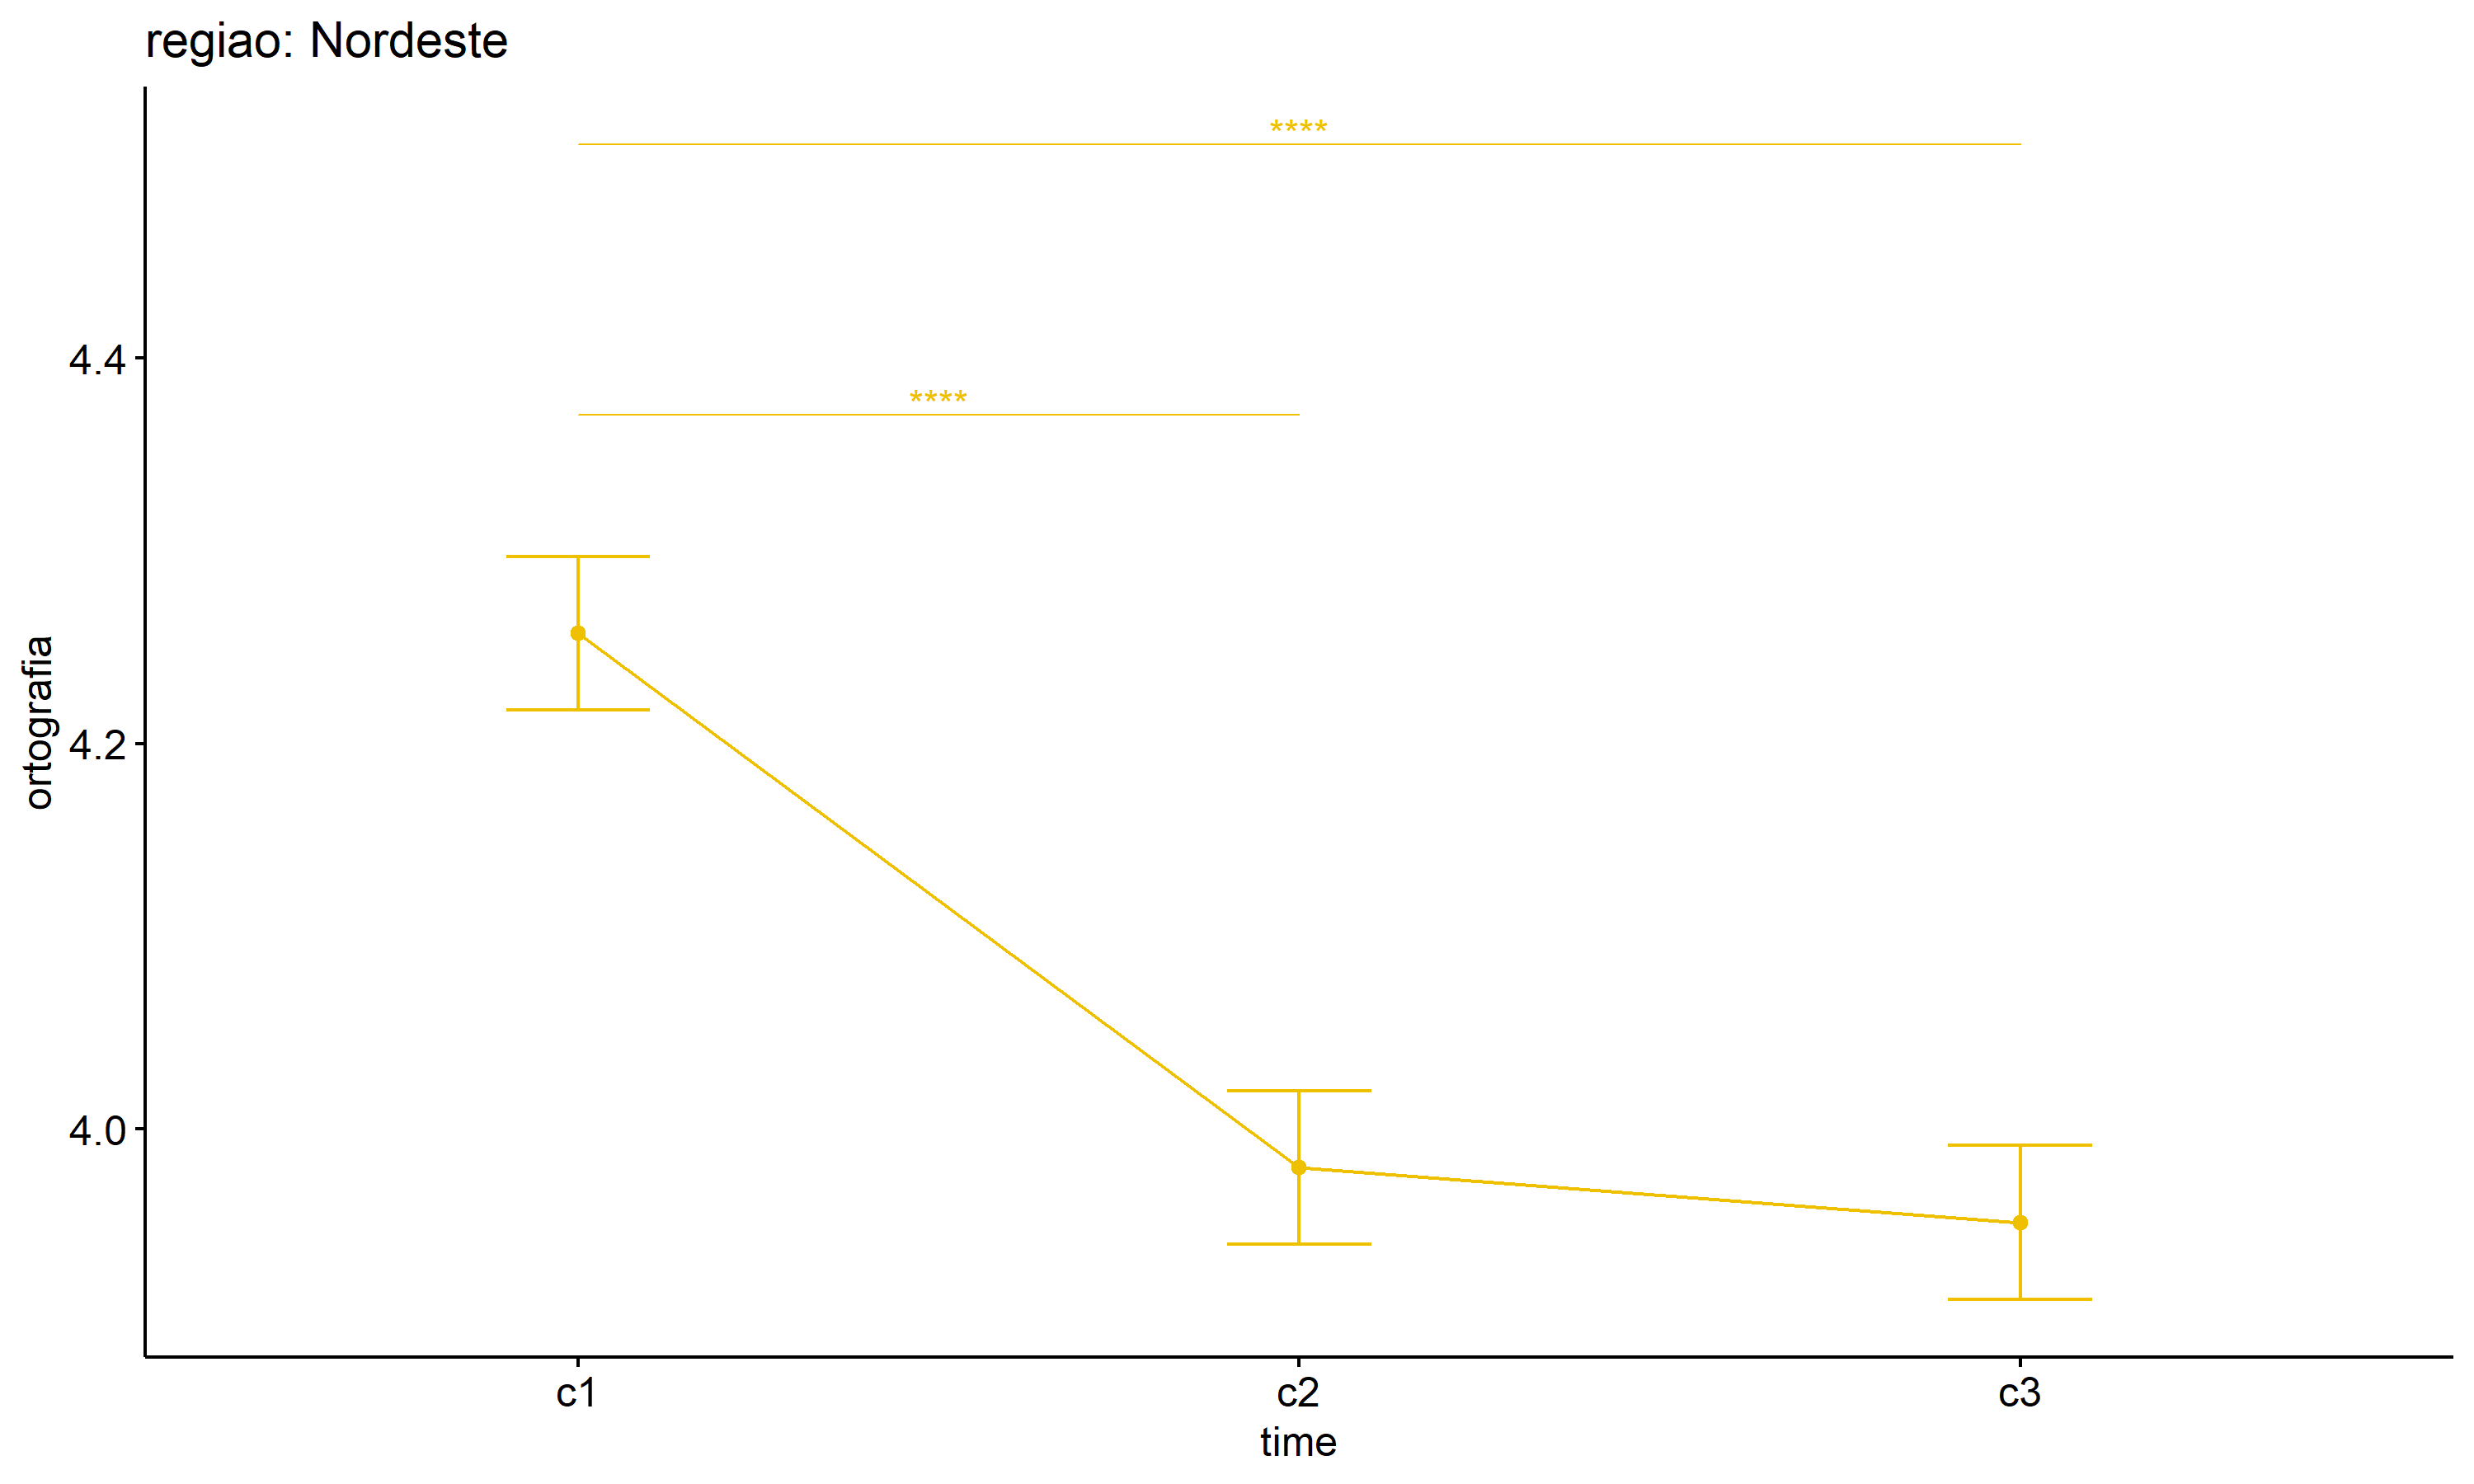 regiao: Nordeste
****
4.4
****
ortografia
4.2
4.0
c1 c2 c3
time